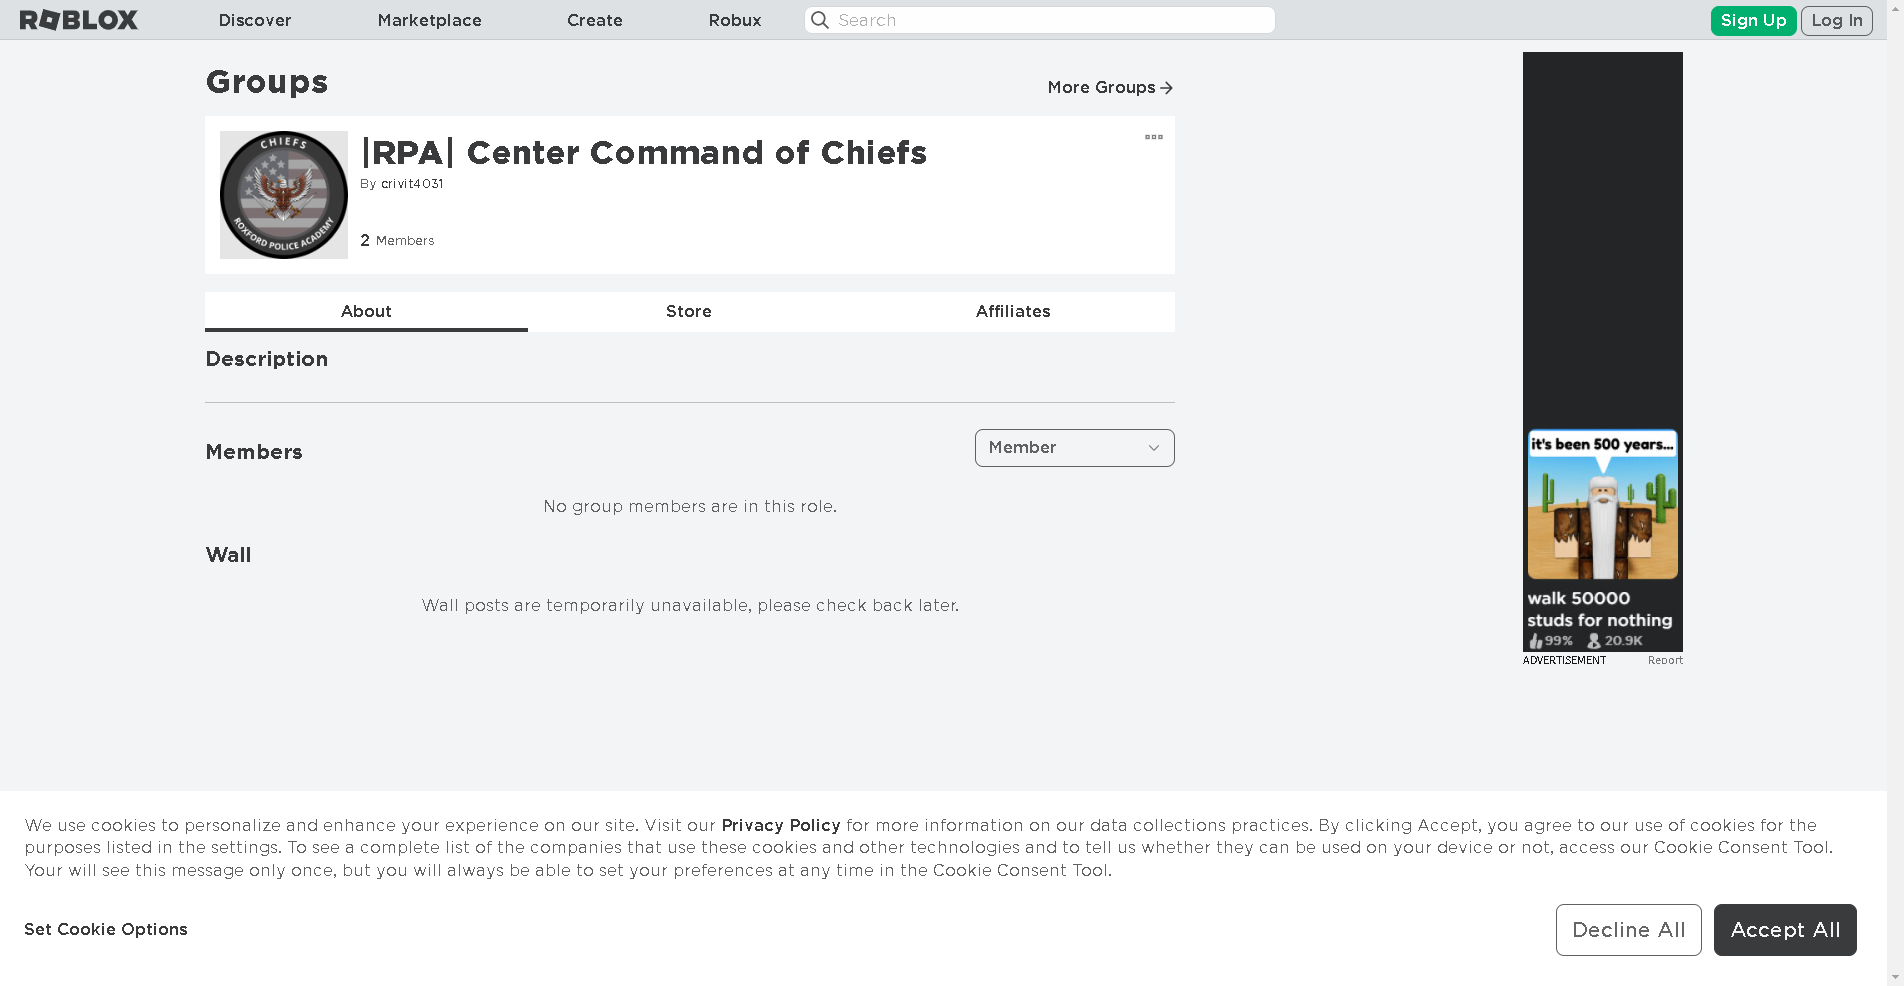 ROBLOX
Discover
Marketplace
Create
Robux
Search
Sign Up
Log In
Groups
More Groups
CHIEFS
ROXFORD POLICE ACADEMY
|RPA| Center Command of Chiefs
By crivit4031
2 Members
About
Store
Affiliates
Description
Members
Member
No group members are in this role.
Wall
Wall posts are temporarily unavailable, please check back later.
it's been 500 years...
walk 50000
studs for nothing
99% 20.9K
ADVERTISEMENT
Report
We use cookies to personalize and enhance your experience on our site. Visit our Privacy Policy for more information on our data collections practices. By clicking Accept, you agree to our use of cookies for the
purposes listed in the settings. To see a complete list of the companies that use these cookies and other technologies and to tell us whether they can be used on your device or not, access our Cookie Consent Tool.
Your will see this message only once, but you will always be able to set your preferences at any time in the Cookie Consent Tool.
Set Cookie Options
Decline All
Accept All